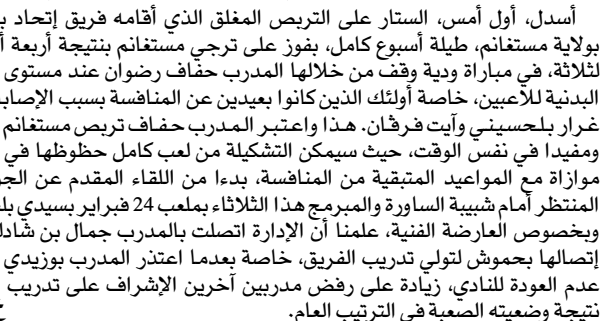 أسدل، أول أمس، الستار على التربص المغلق الذي أقامه فريق إتحاد
بولاية مستغانم، طيلة أسبوع كامل، بفوز على ترجي مستغانم بنتيجة أربعة
لثلاثة، في مباراة ودية وقف من خلالها المدرب حفاف رضوان عند مستوى
البدنية للاعبين، خاصة أولئك الذين كانوا بعيدين عن المنافسة بسبب
غرار بلحسيني وآيت فرقان. هذا واعتبر المدرب حفاف تربص مستغانم
ومفيدا في نفس الوقت، حيث سيمكن التشكيلة من لعب كامل حظوظها في
موازاة مع المواعيد المتبقية من المنافسة، بدءا من اللقاء المقدم عن
المنتظر أمام شبيبة الساورة والمبرمج هذا الثلاثاء بملعب 24 فبراير بسيدي
وبخصوص العارضة الفنية، علمنا أن الإدارة اتصلت بالمدرب جمال بن
إتصالها بحموش لتولي تدريب الفريق، خاصة بعدما اعتذر المدرب بوزيدي
عدم العودة للنادي، زيادة على رفض مدربين آخرين الإشراف على تدريب
نتيجة وضعيته الصعبة في الترتيب العام.